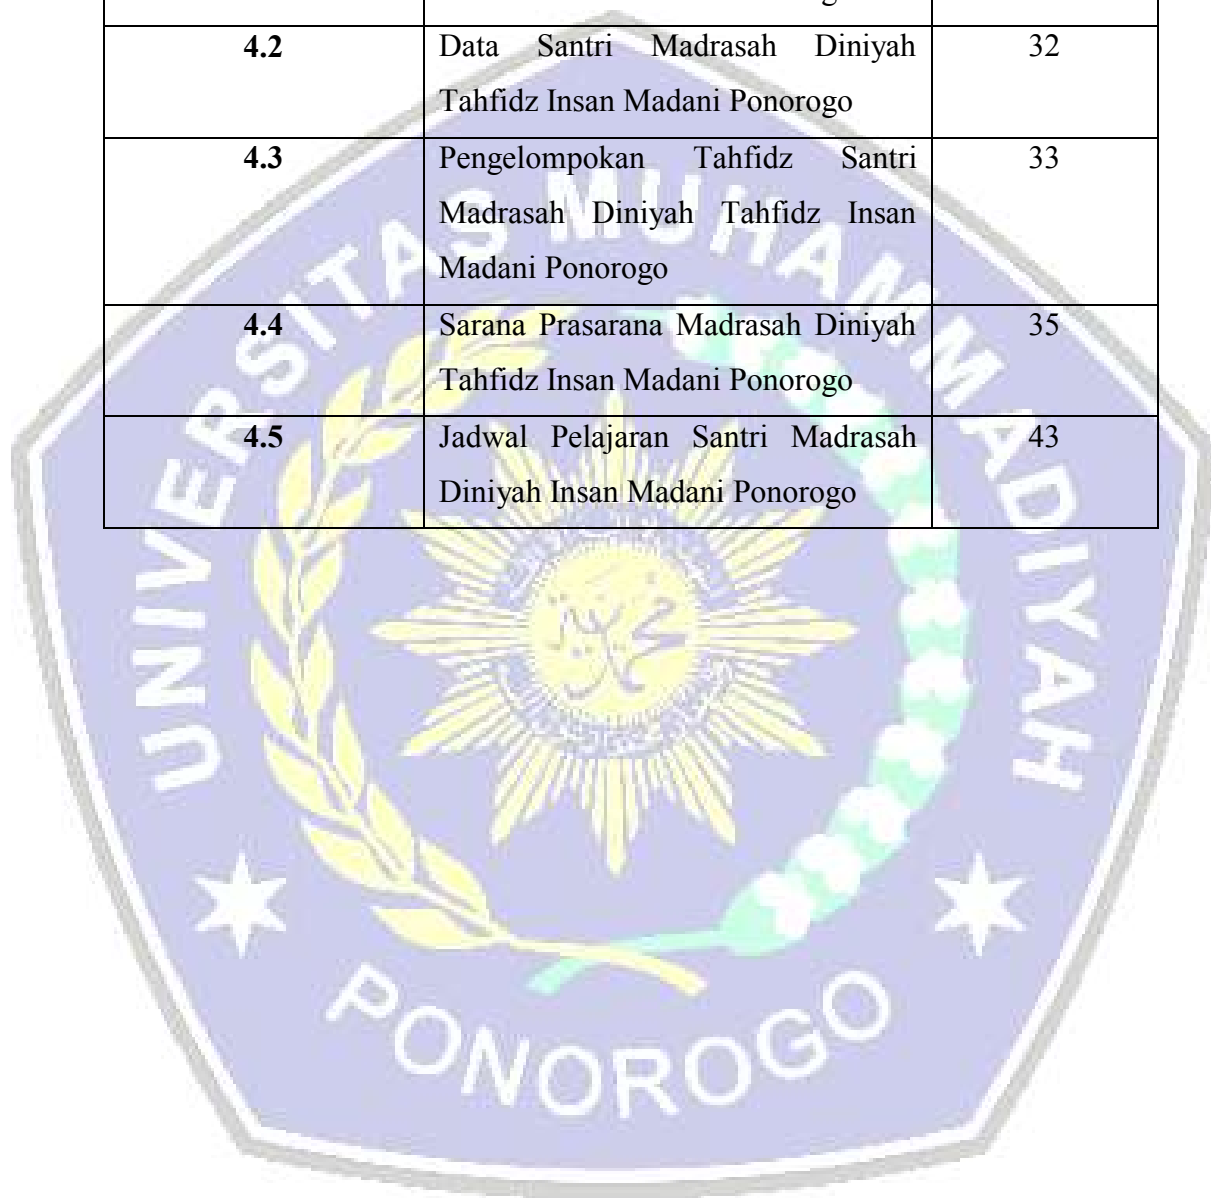 4.2 Data Santri Madrasah Diniyah 32
Tahfidz Insan Madani Ponorogo
4.3 Pengelompokan Tahfidz Santri 33
Madrasah Diniyah Tahfidz Insan
Madani Ponorogo
4.4 Sarana Prasarana Madrasah Diniyah 35
Tahfidz Insan Madani Ponorogo
4.5 Jadwal Pelajaran Santri Madrasah 43
Diniyah Insan Madani Ponorogo
UNIVERSITAS MUHAMMADIYAH
PONOROGO